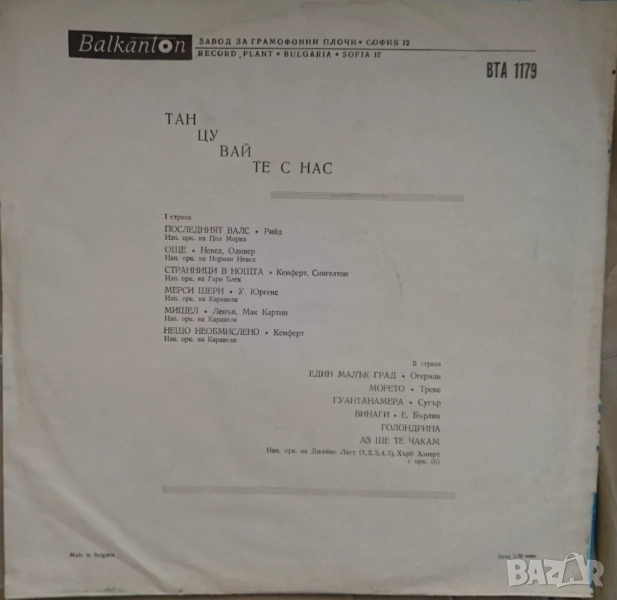 Balkanton
ЗАВОД ЗА ГРАМОФОННИ ПЛОЧИ • СОФИЯ 12
RECORD PLANT • BULGARIA • SOFIA 12
ВТА 1179
ТАН
ЦУ
ВАЙ
ТЕ С НАС
I страна
ПОСЛЕДНИЯТ ВАЛС • Рийд
Изп. орк. на Пол Мориа
ОЩЕ • Невел, Оливер
Изп. орк. на Норман Невел
СТРАННИЦИ В НОЩТА • Кемферт, Сингелтон
Изп. орк. на Гари Блек
МЕРСИ ШЕРИ • У. Юргенс
Изп. орк. на Каравели
МИШЕЛ • Ленън, Мак Картни
Изп. орк. на Каравели
НЕЩО НЕОБМИСЛЕНО • Кемферт
Изп. орк. на Каравели
II страна
ЕДИН МАЛЪК ГРАД • Огерман
МОРЕТО • Трене
ГУАНТАНАМЕРА • Сугър
ВИНАГИ • Е. Бърлин
ГОЛОНДРИНА
АЗ ЩЕ ТЕ ЧАКАМ
Изп. орк. на Джеймс Ласт (1, 2, 3, 4, 5), Хърб Алперт
с орк. (6)
Made in Bulgaria
Цена лева
BAZAR